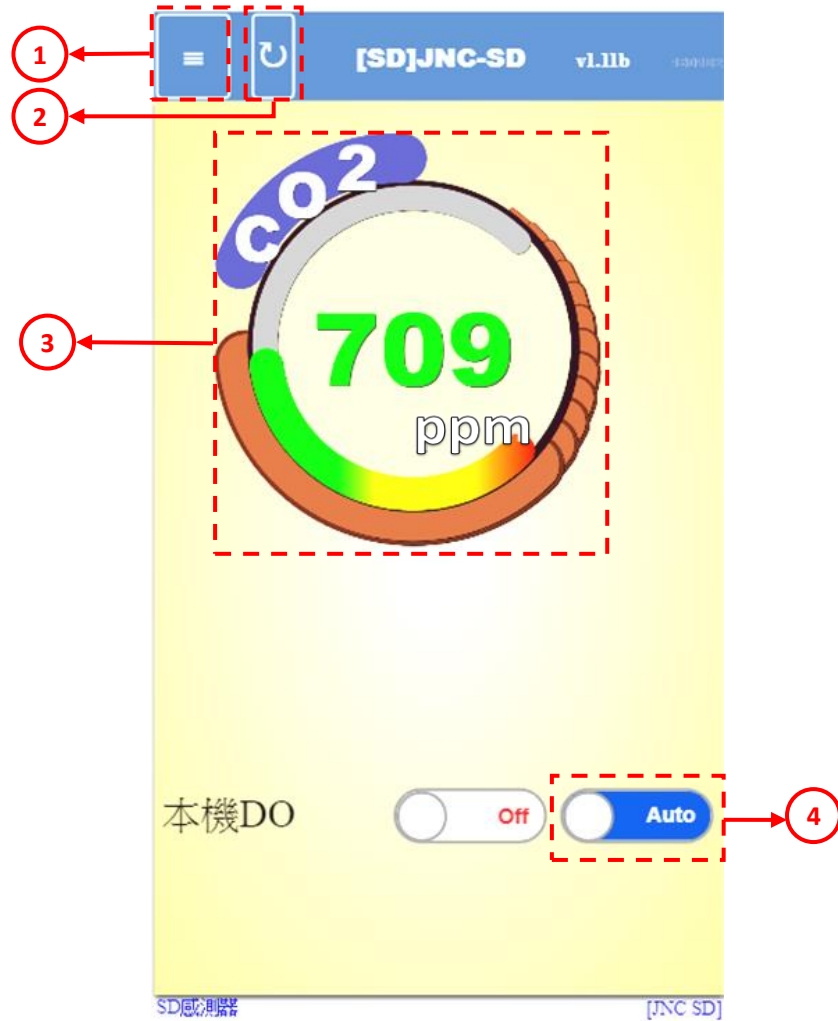 1
≡ ↻ [SD]JNC-SD v1.11b
2
CO2
3
709
ppm
本機DO Off Auto
4
SD感測器 [JNC SD]